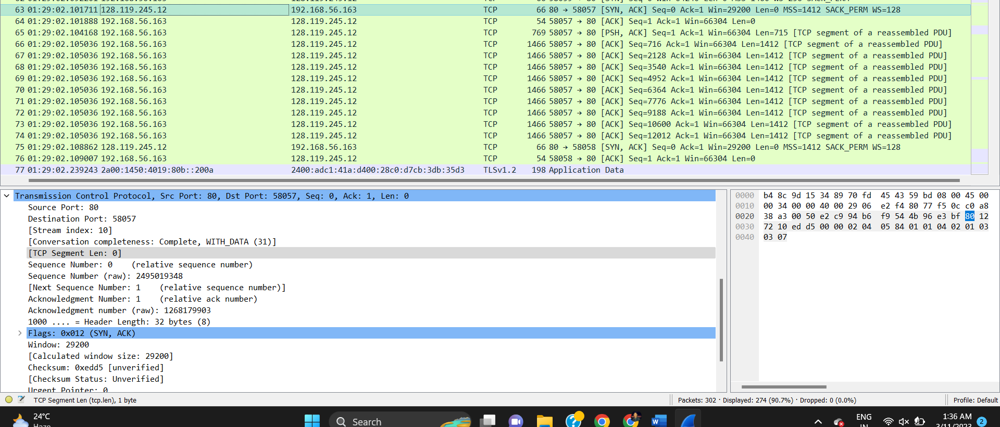 63 01:29:02.101711 128.119.245.12 192.168.56.163 TCP 66 80 → 58057 [SYN, ACK] Seq=0 Ack=1 Win=29200 Len=0 MSS=1412 SACK_PERM WS=128
64 01:29:02.101888 192.168.56.163 128.119.245.12 TCP 54 58057 → 80 [ACK] Seq=1 Ack=1 Win=66304 Len=0
65 01:29:02.104168 192.168.56.163 128.119.245.12 TCP 769 58057 → 80 [PSH, ACK] Seq=1 Ack=1 Win=66304 Len=715 [TCP segment of a reassembled PDU]
66 01:29:02.105036 192.168.56.163 128.119.245.12 TCP 1466 58057 → 80 [ACK] Seq=716 Ack=1 Win=66304 Len=1412 [TCP segment of a reassembled PDU]
67 01:29:02.105036 192.168.56.163 128.119.245.12 TCP 1466 58057 → 80 [ACK] Seq=2128 Ack=1 Win=66304 Len=1412 [TCP segment of a reassembled PDU]
68 01:29:02.105036 192.168.56.163 128.119.245.12 TCP 1466 58057 → 80 [ACK] Seq=3540 Ack=1 Win=66304 Len=1412 [TCP segment of a reassembled PDU]
69 01:29:02.105036 192.168.56.163 128.119.245.12 TCP 1466 58057 → 80 [ACK] Seq=4952 Ack=1 Win=66304 Len=1412 [TCP segment of a reassembled PDU]
70 01:29:02.105036 192.168.56.163 128.119.245.12 TCP 1466 58057 → 80 [ACK] Seq=6364 Ack=1 Win=66304 Len=1412 [TCP segment of a reassembled PDU]
71 01:29:02.105036 192.168.56.163 128.119.245.12 TCP 1466 58057 → 80 [ACK] Seq=7776 Ack=1 Win=66304 Len=1412 [TCP segment of a reassembled PDU]
72 01:29:02.105036 192.168.56.163 128.119.245.12 TCP 1466 58057 → 80 [ACK] Seq=9188 Ack=1 Win=66304 Len=1412 [TCP segment of a reassembled PDU]
73 01:29:02.105036 192.168.56.163 128.119.245.12 TCP 1466 58057 → 80 [ACK] Seq=10600 Ack=1 Win=66304 Len=1412 [TCP segment of a reassembled PDU]
74 01:29:02.105036 192.168.56.163 128.119.245.12 TCP 1466 58057 → 80 [ACK] Seq=12012 Ack=1 Win=66304 Len=1412 [TCP segment of a reassembled PDU]
75 01:29:02.108862 128.119.245.12 192.168.56.163 TCP 66 80 → 58058 [SYN, ACK] Seq=0 Ack=1 Win=29200 Len=0 MSS=1412 SACK_PERM WS=128
76 01:29:02.109007 192.168.56.163 128.119.245.12 TCP 54 58058 → 80 [ACK] Seq=1 Ack=1 Win=66304 Len=0
77 01:29:02.239243 2a00:1450:4019:80b::200a 2400:adc1:41a:d400:28c0:d7cb:3db:35d3 TLSv1.2 198 Application Data
Transmission Control Protocol, Src Port: 80, Dst Port: 58057, Seq: 0, Ack: 1, Len: 0
Source Port: 80
Destination Port: 58057
[Stream index: 10]
[Conversation completeness: Complete, WITH_DATA (31)]
[TCP Segment Len: 0]
Sequence Number: 0 (relative sequence number)
Sequence Number (raw): 2495019348
[Next Sequence Number: 1 (relative sequence number)]
Acknowledgment Number: 1 (relative ack number)
Acknowledgment number (raw): 1268179903
1000 .... = Header Length: 32 bytes (8)
Flags: 0x012 (SYN, ACK)
Window: 29200
[Calculated window size: 29200]
Checksum: 0xedd5 [unverified]
[Checksum Status: Unverified]
Urgent Pointer: 0
0000 b4 8c 9d 15 34 89 70 fd 45 43 59 bd 08 00 45 00
0010 00 34 00 00 40 00 29 06 e2 f4 80 77 f5 0c c0 a8
0020 38 a3 00 50 e2 c9 94 b6 f9 54 4b 96 e3 bf 80 12
0030 72 10 ed d5 00 00 02 04 05 84 01 01 04 02 01 03
0040 03 07
TCP Segment Len (tcp.len), 1 byte
Packets: 302 · Displayed: 274 (90.7%) · Dropped: 0 (0.0%)
Profile: Default
24°C
Haze
Search
ENG
IN
1:36 AM
3/11/2023
2